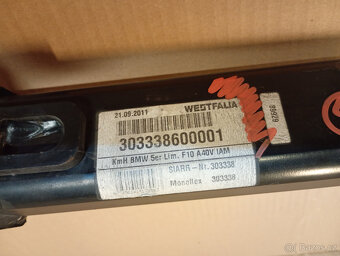 21.09.2011 WESTFALIA
303338600001
KmH BMW 5er Lim. F10 A40V IAM
SIARR-Nr. 303338
Monoflex 303338